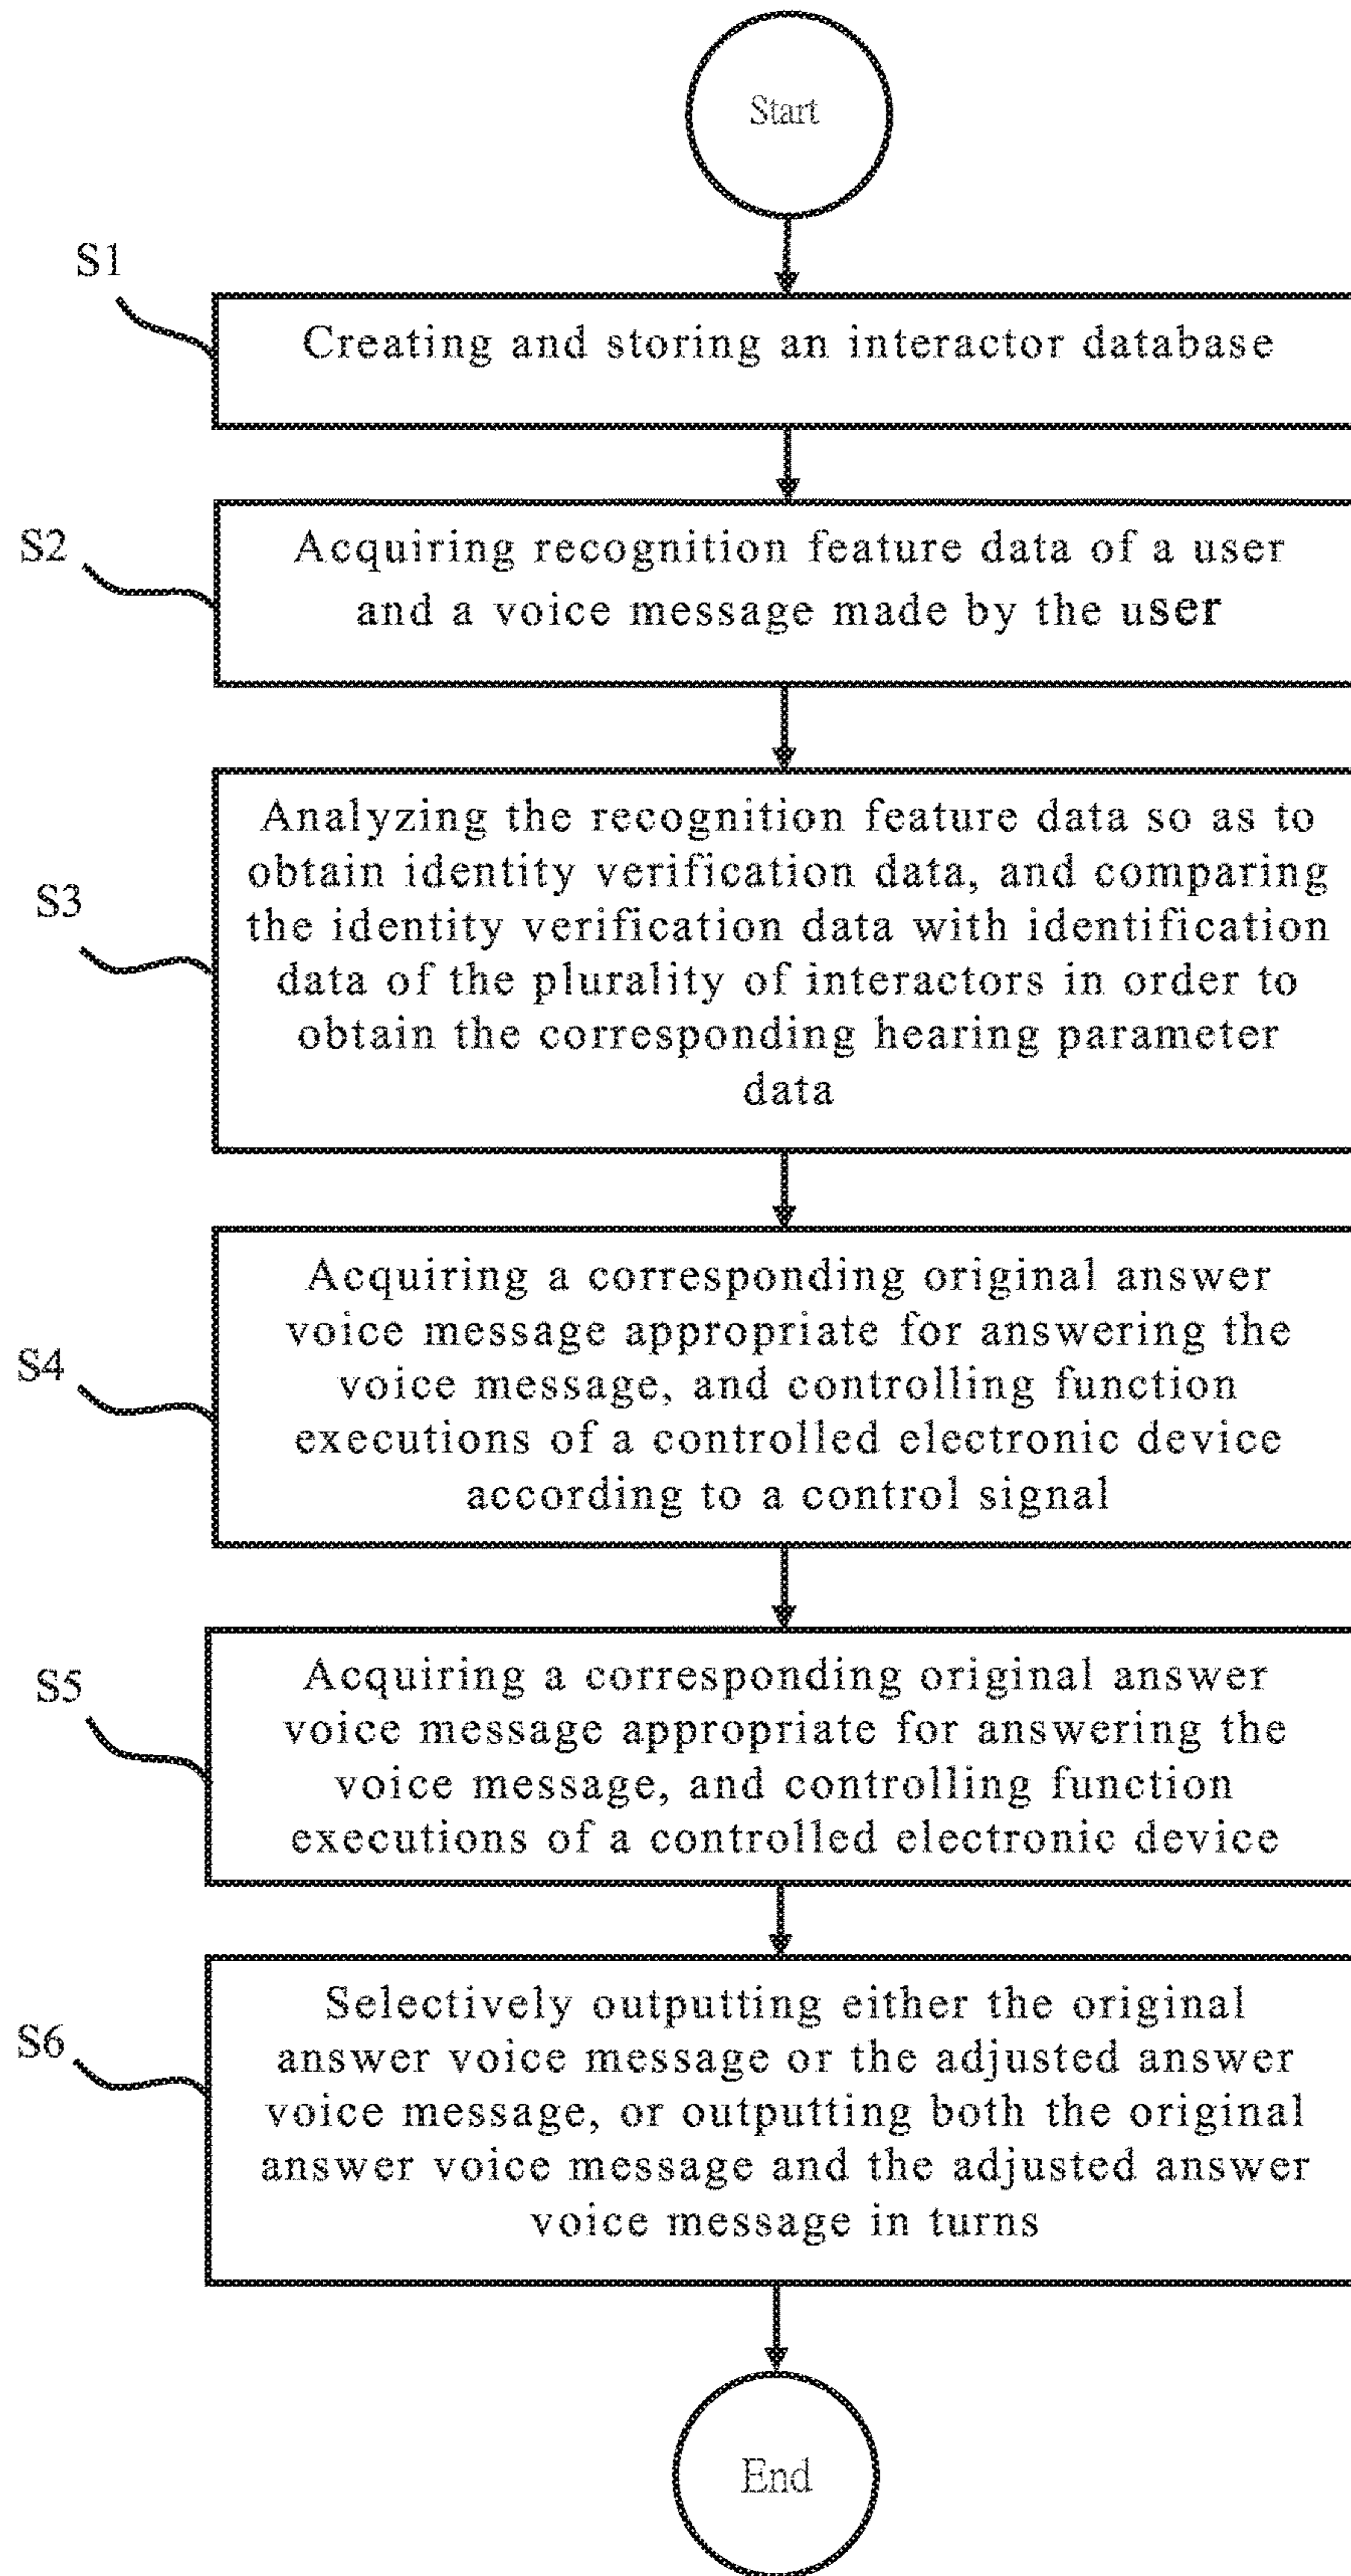 Start
S1
Creating and storing an interactor database
S2
Acquiring recognition feature data of a user
and a voice message made by the user
S3
Analyzing the recognition feature data so as to
obtain identity verification data, and comparing
the identity verification data with identification
data of the plurality of interactors in order to
obtain the corresponding hearing parameter
data
S4
Acquiring a corresponding original answer
voice message appropriate for answering the
voice message, and controlling function
executions of a controlled electronic device
according to a control signal
S5
Acquiring a corresponding original answer
voice message appropriate for answering the
voice message, and controlling function
executions of a controlled electronic device
S6
Selectively outputting either the original
answer voice message or the adjusted answer
voice message, or outputting both the original
answer voice message and the adjusted answer
voice message in turns
End